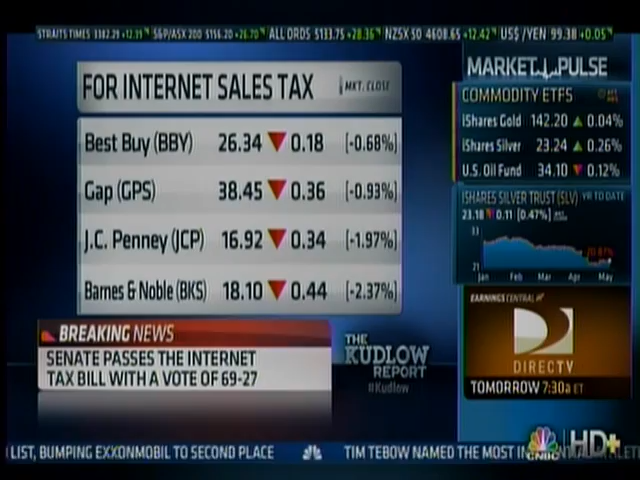 STRAITS TIMES 3382.29 +12.71 S&P/ASX 200 5156.20 +26.70 ALL ORDS 5133.75 +28.36 NZSX 50 4608.65 +12.42 US$ /YEN 99.38 +0.05
FOR INTERNET SALES TAX MKT. CLOSE
Best Buy (BBY) 26.34 ▼ 0.18 [-0.68%]
Gap (GPS) 38.45 ▼ 0.36 [-0.93%]
J.C. Penney (JCP) 16.92 ▼ 0.34 [-1.97%]
Barnes & Noble (BKS) 18.10 ▼ 0.44 [-2.37%]
BREAKING NEWS
SENATE PASSES THE INTERNET
TAX BILL WITH A VOTE OF 69-27
THE
KUDLOW
REPORT
#Kudlow
MARKET PULSE
COMMODITY ETFS
iShares Gold 142.20 ▲ 0.04%
iShares Silver 23.24 ▲ 0.26%
U.S. Oil Fund 34.10 ▼ 0.12%
ISHARES SILVER TRUST (SLV) YR TO DATE
23.18 ▼ 0.11 [0.47%]
33
21
Jan Feb Mar Apr May
EARNINGS CENTRAL
DIRECTV
TOMORROW 7:30a ET
LIST, BUMPING EXXONMOBIL TO SECOND PLACE TIM TEBOW NAMED THE MOST IN
CNBC HD+